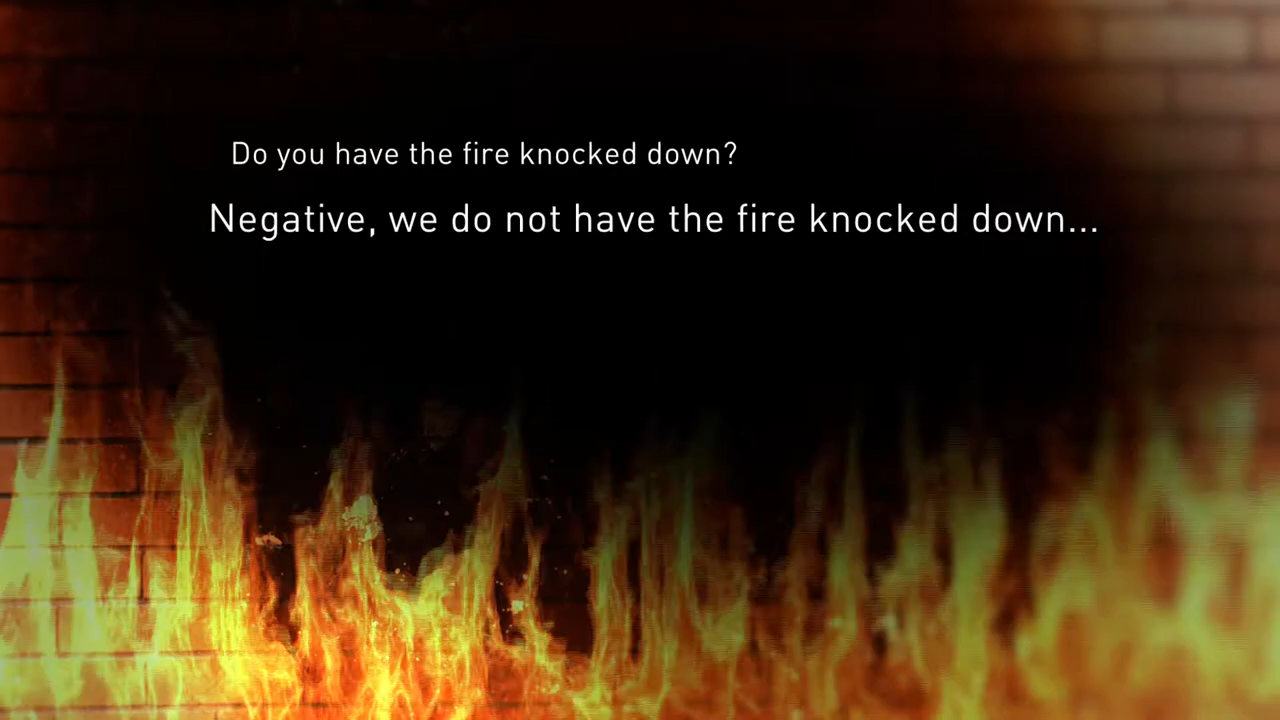 Do you have the fire knocked down?
Negative, we do not have the fire knocked down...